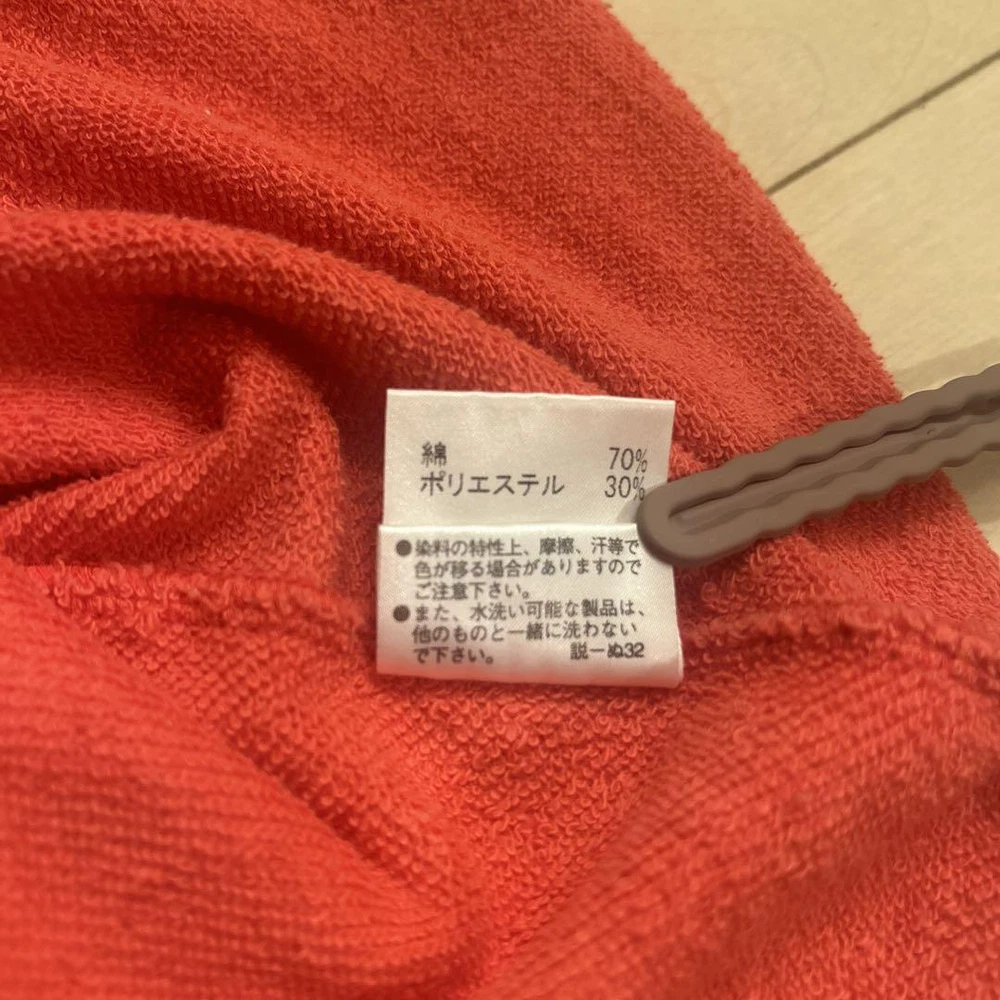 綿 70%
ポリエステル 30%
●染料の特性上、摩擦、汗等で
色が移る場合がありますので
ご注意下さい。
●また、水洗い可能な製品は、
他のものと一緒に洗わない
で下さい。 説一ぬ32